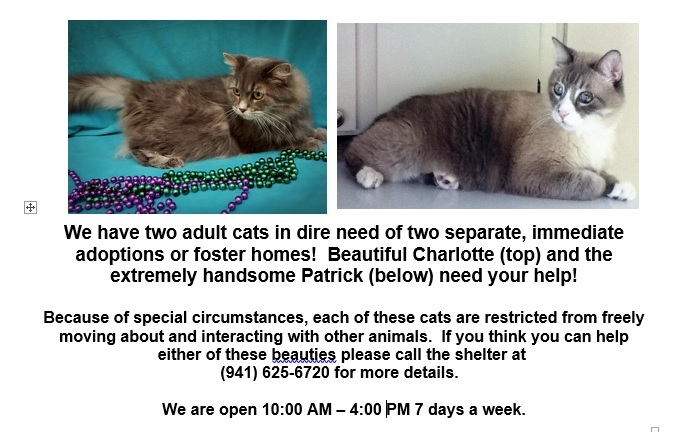 We have two adult cats in dire need of two separate, immediate
adoptions or foster homes!  Beautiful Charlotte (top) and the
extremely handsome Patrick (below) need your help!
Because of special circumstances, each of these cats are restricted from freely
moving about and interacting with other animals.  If you think you can help
either of these beauties please call the shelter at
(941) 625-6720 for more details.
We are open 10:00 AM – 4:00 PM 7 days a week.